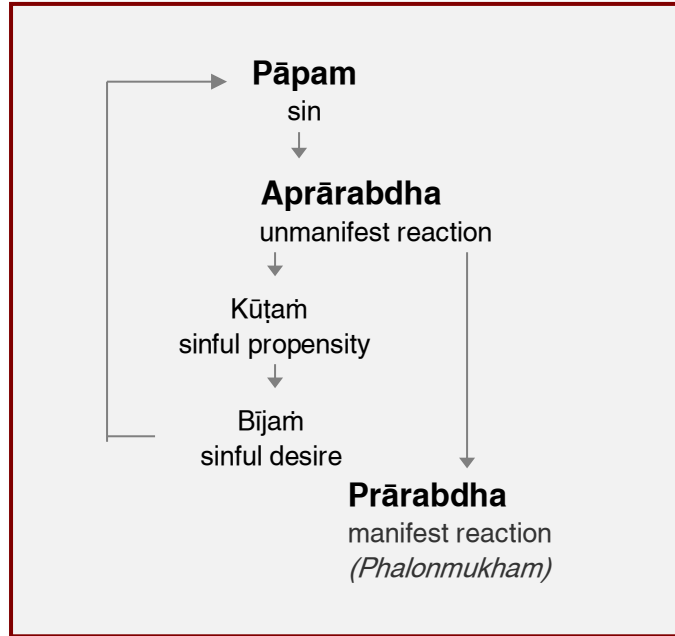 Pāpam
sin
Aprārabdha
unmanifest reaction
Kūṭaṁ
sinful propensity
Bījaṁ
sinful desire
Prārabdha
manifest reaction
(Phalonmukham)